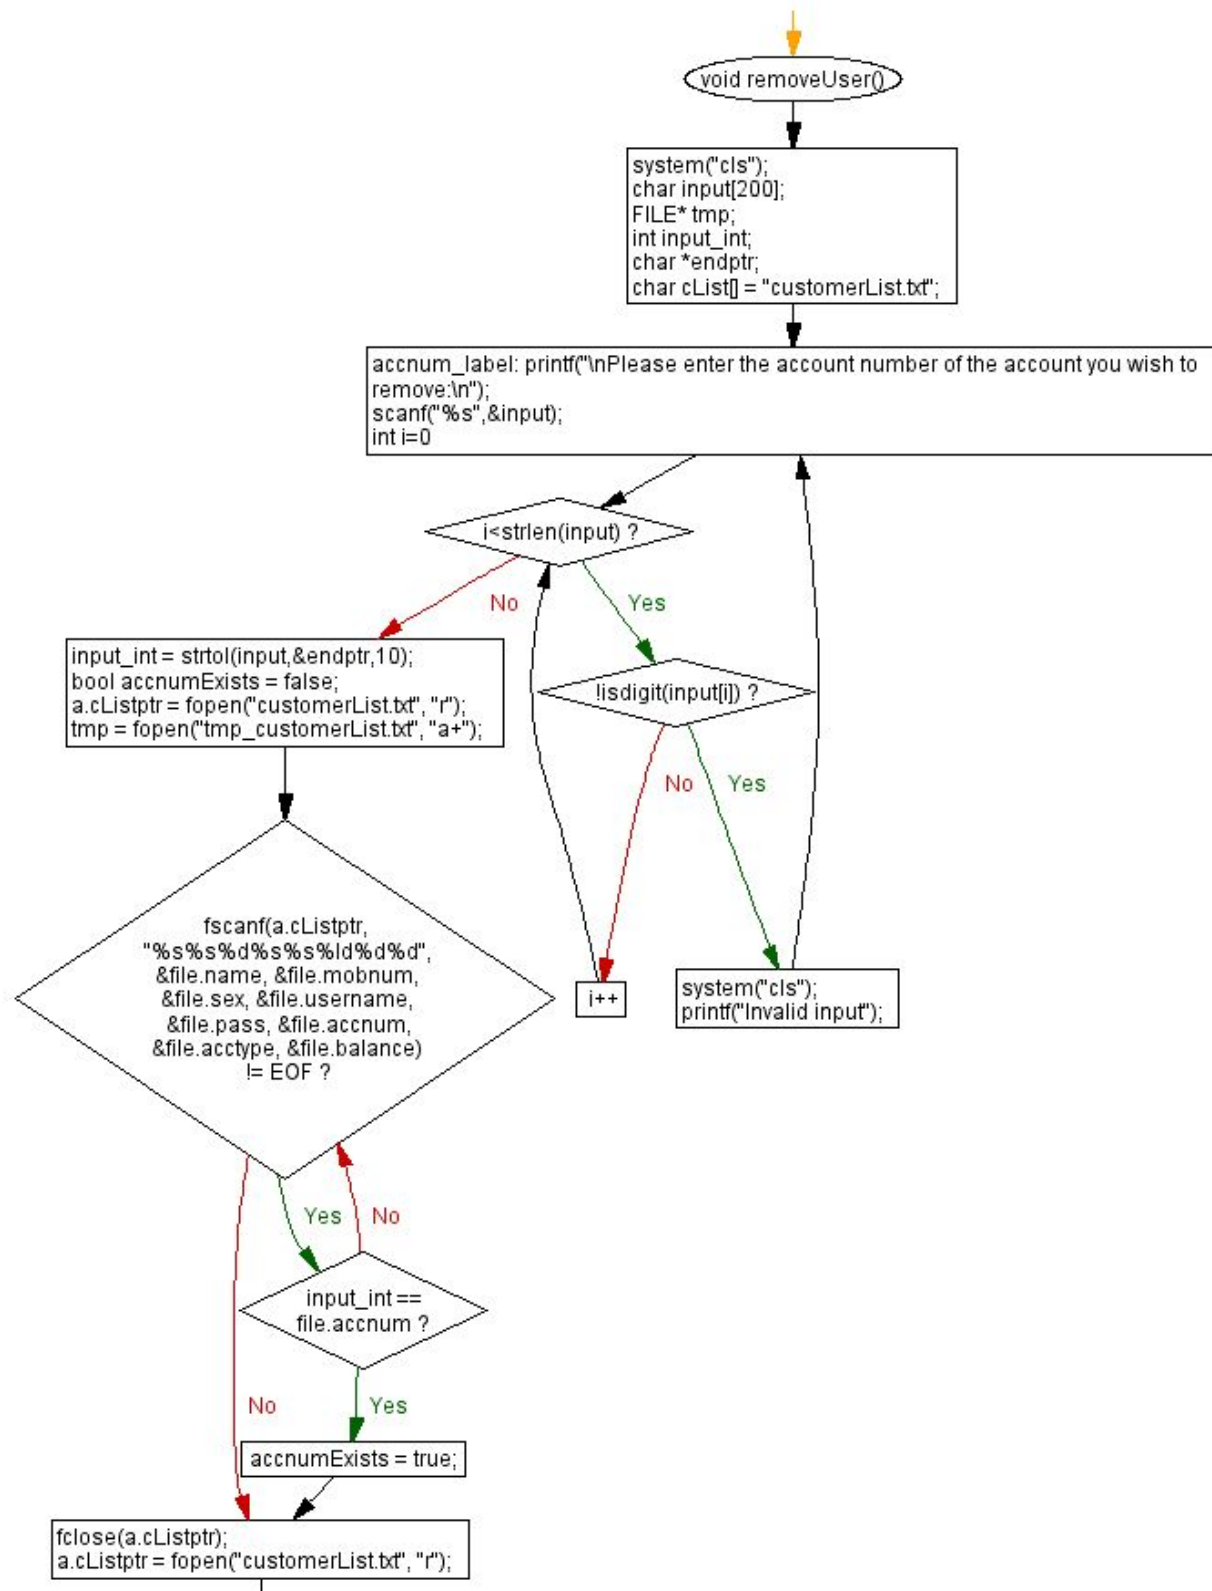 void removeUser()
system("cls");
char input[200];
FILE* tmp;
int input_int;
char *endptr;
char cList[] = "customerList.txt";
accnum_label: printf("\nPlease enter the account number of the account you wish to
remove:\n");
scanf("%s",&input);
int i=0
i<strlen(input) ?
No
Yes
input_int = strtol(input,&endptr,10);
bool accnumExists = false;
a.cListptr = fopen("customerList.txt", "r");
tmp = fopen("tmp_customerList.txt", "a+");
!isdigit(input[i]) ?
No
Yes
fscanf(a.cListptr,
"%s%s%d%s%s%ld%d%d",
&file.name, &file.mobnum,
&file.sex, &file.username,
&file.pass, &file.accnum,
&file.acctype, &file.balance)
!= EOF ?
i++
system("cls");
printf("Invalid input");
Yes
No
input_int ==
file.accnum ?
No
Yes
accnumExists = true;
fclose(a.cListptr);
a.cListptr = fopen("customerList.txt", "r");